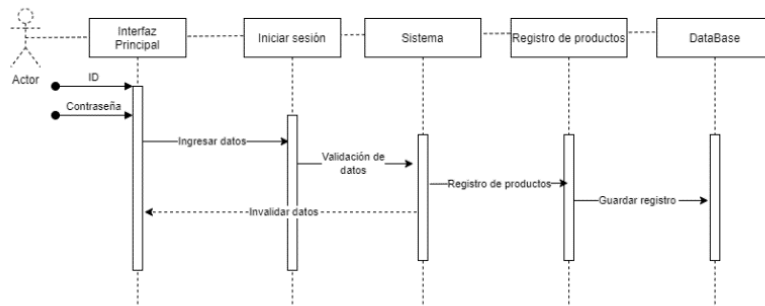 Interfaz
Principal
Iniciar sesión
Sistema
Registro de productos
DataBase
Actor
ID
Contraseña
Ingresar datos
Validación de
datos
Registro de productos
Guardar registro
Invalidar datos